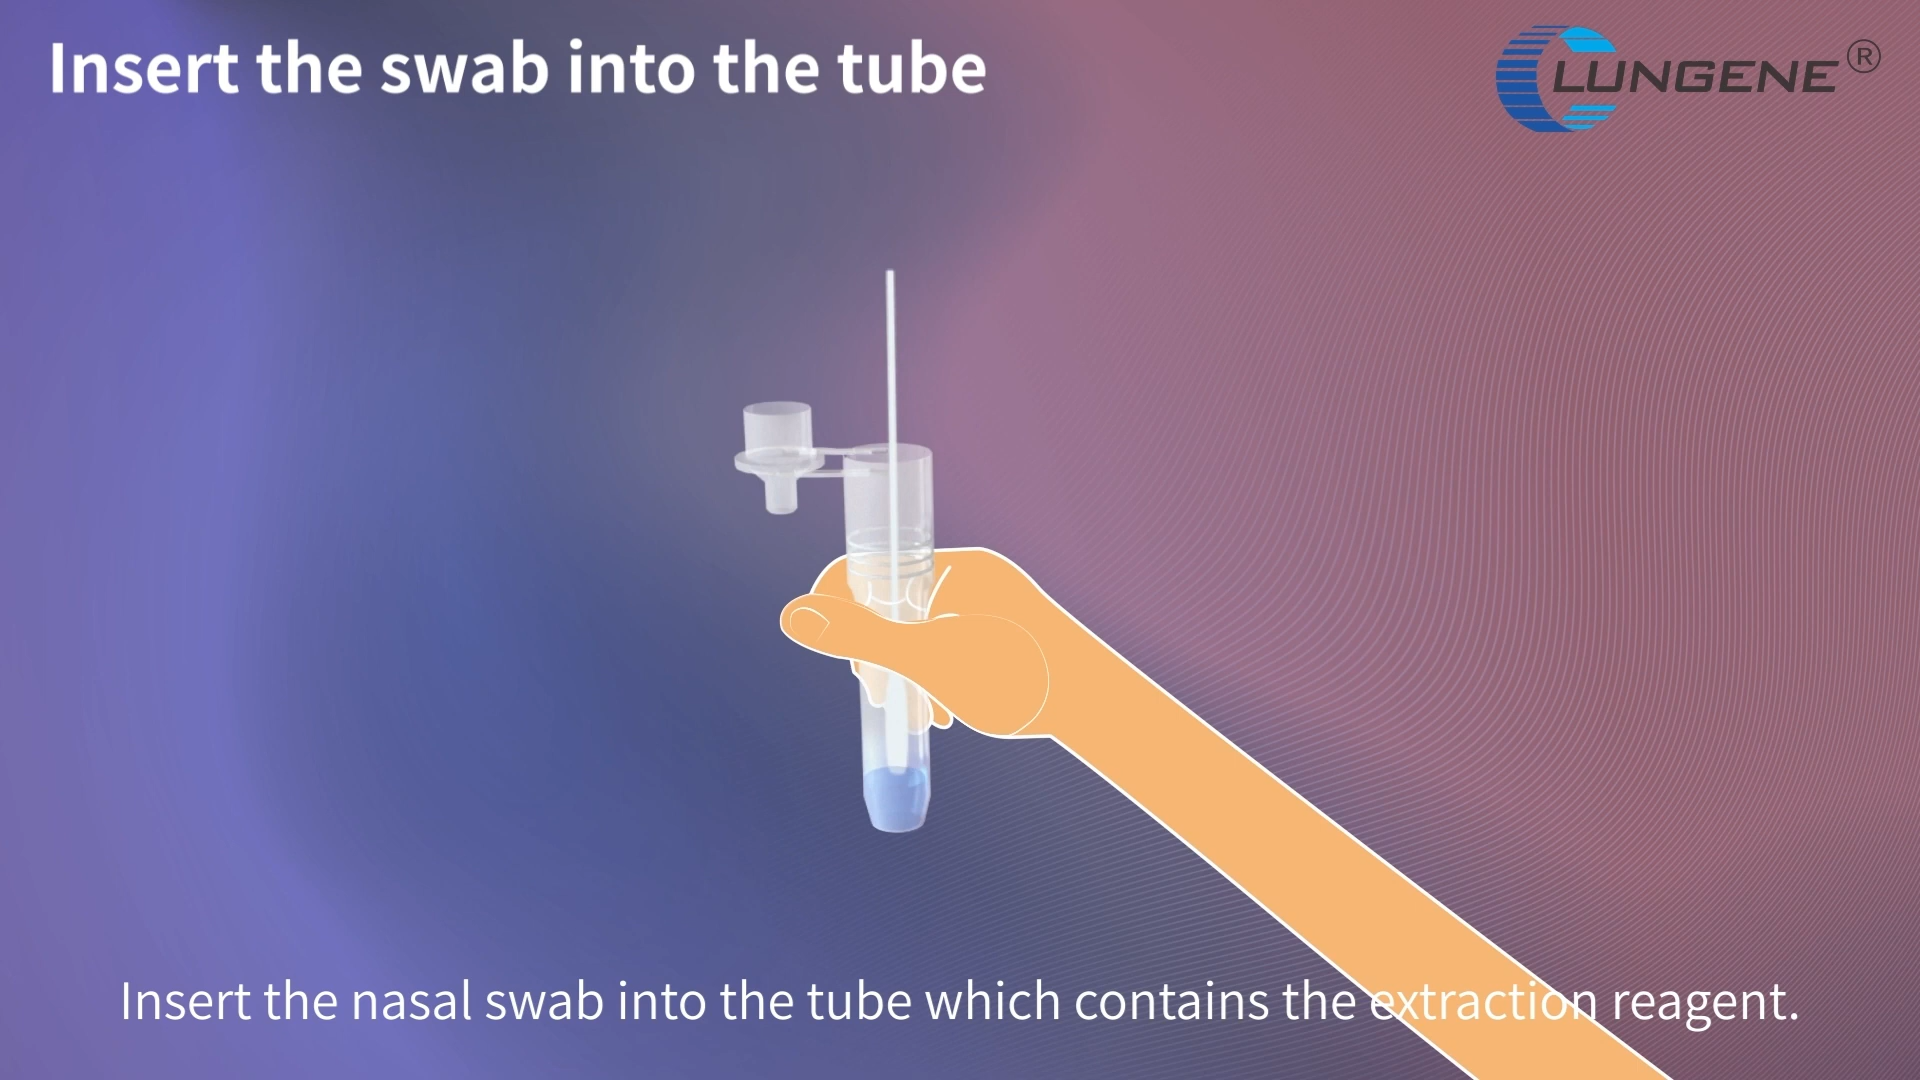 Insert the swab into the tube
LUNGENE®
Insert the nasal swab into the tube which contains the extraction reagent.